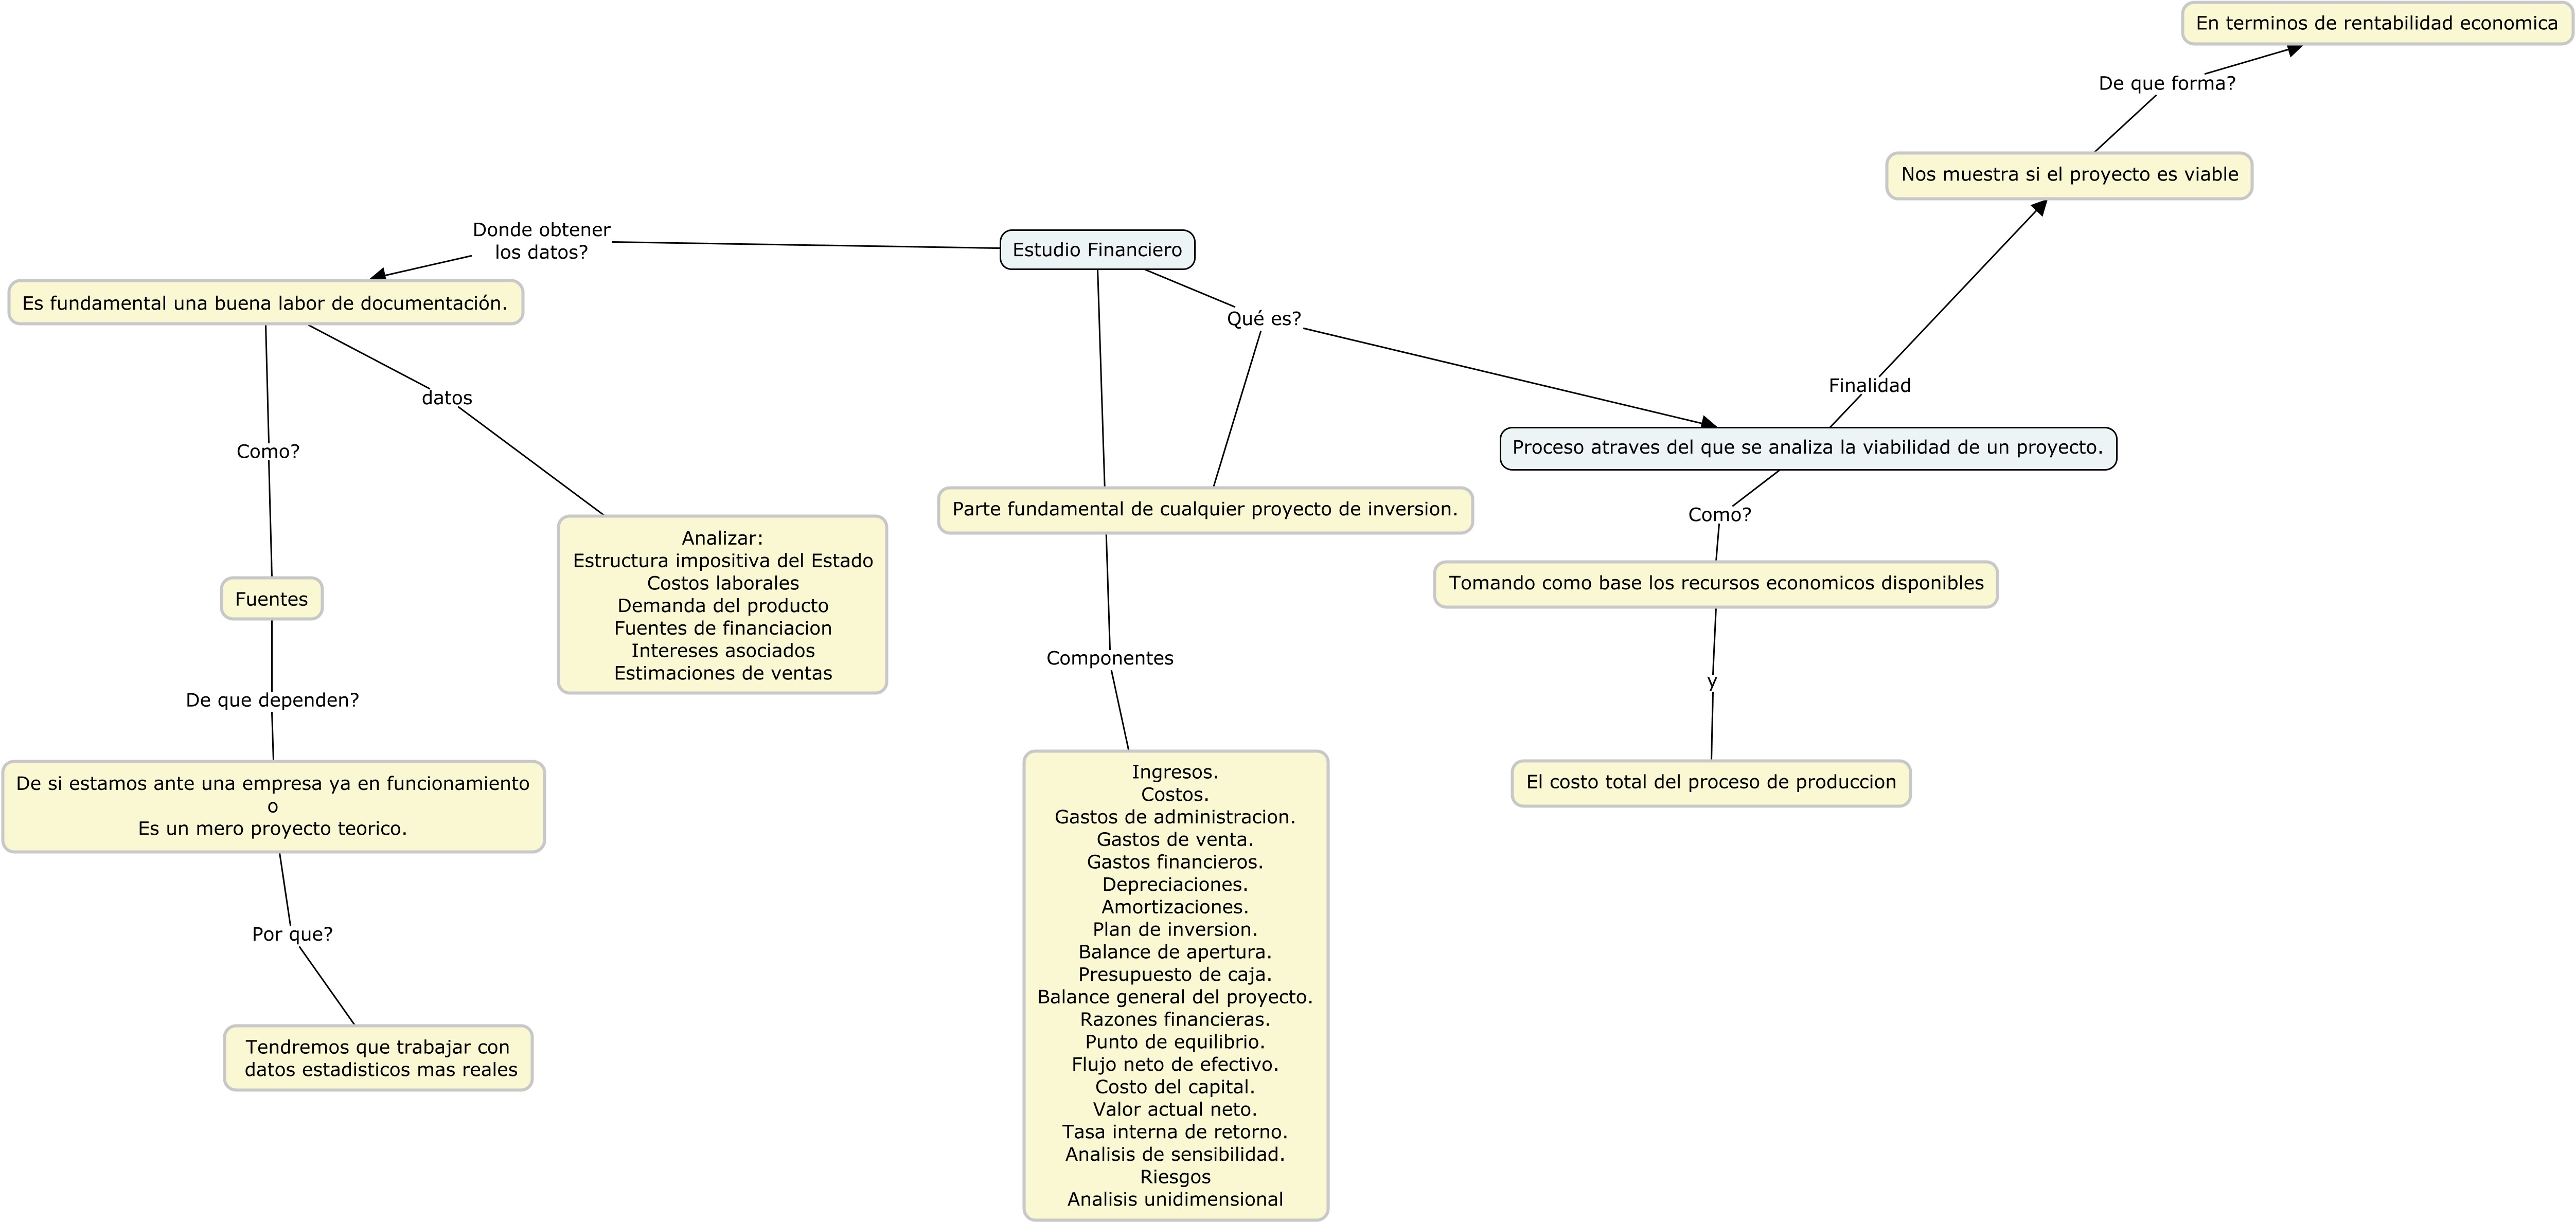 En terminos de rentabilidad economica
De que forma?
Nos muestra si el proyecto es viable
Donde obtener
los datos?
Estudio Financiero
Es fundamental una buena labor de documentación.
Qué es?
Finalidad
datos
Como?
Proceso atraves del que se analiza la viabilidad de un proyecto.
Parte fundamental de cualquier proyecto de inversion.
Como?
Analizar:
Estructura impositiva del Estado
Costos laborales
Demanda del producto
Fuentes de financiacion
Intereses asociados
Estimaciones de ventas
Tomando como base los recursos economicos disponibles
Fuentes
Componentes
y
De que dependen?
De si estamos ante una empresa ya en funcionamiento
o
Es un mero proyecto teorico.
El costo total del proceso de produccion
Ingresos.
Costos.
Gastos de administracion.
Gastos de venta.
Gastos financieros.
Depreciaciones.
Amortizaciones.
Plan de inversion.
Balance de apertura.
Presupuesto de caja.
Balance general del proyecto.
Razones financieras.
Punto de equilibrio.
Flujo neto de efectivo.
Costo del capital.
Valor actual neto.
Tasa interna de retorno.
Analisis de sensibilidad.
Riesgos
Analisis unidimensional
Por que?
Tendremos que trabajar con
datos estadisticos mas reales